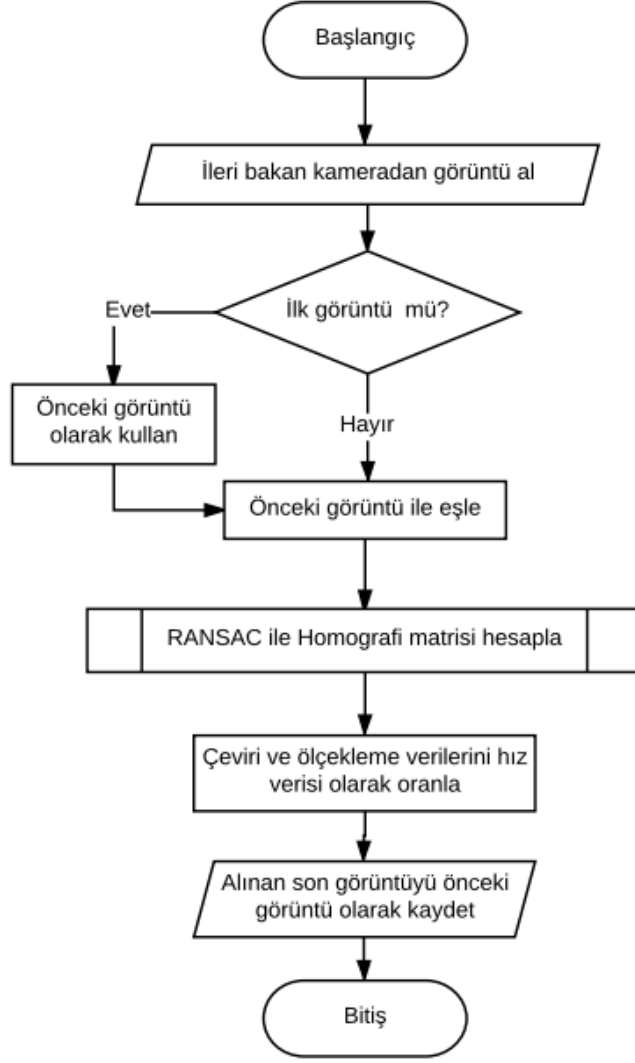 Başlangıç
İleri bakan kameradan görüntü al
İlk görüntü mü?
Evet
Önceki görüntü
olarak kullan
Hayır
Önceki görüntü ile eşle
RANSAC ile Homografi matrisi hesapla
Çeviri ve ölçekleme verilerini hız
verisi olarak oranla
Alınan son görüntüyü önceki
görüntü olarak kaydet
Bitiş